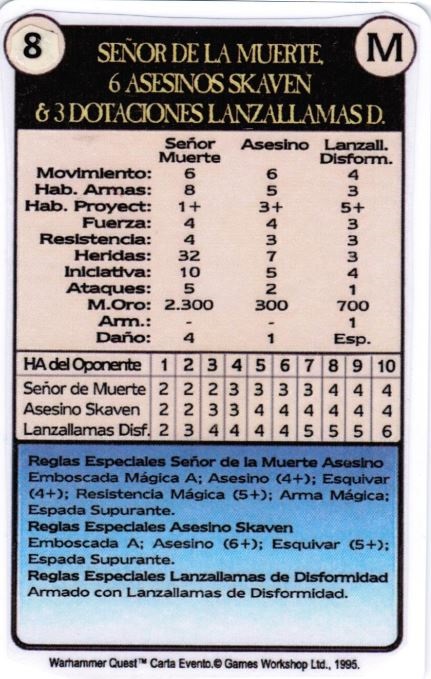 8
M
SEÑOR DE LA MUERTE,
6 ASESINOS SKAVEN
& 3 DOTACIONES LANZALLAMAS D.
Señor Muerte Asesino Lanzall. Disform.
Movimiento: 6 6 4
Hab. Armas: 8 5 3
Hab. Proyect: 1+ 3+ 5+
Fuerza: 4 4 3
Resistencia: 4 3 3
Heridas: 32 7 3
Iniciativa: 10 5 4
Ataques: 5 2 1
M.Oro: 2.300 300 700
Arm.: - - 1
Daño: 4 1 Esp.
HA del Oponente 1 2 3 4 5 6 7 8 9 10
Señor de Muerte 2 2 2 3 3 3 3 4 4 4
Asesino Skaven 2 2 3 3 4 4 4 4 4 4
Lanzallamas Disf. 2 3 4 4 4 4 5 5 5 6
Reglas Especiales Señor de la Muerte Asesino
Emboscada Mágica A; Asesino (4+); Esquivar
(4+); Resistencia Mágica (5+); Arma Mágica;
Espada Supurante.
Reglas Especiales Asesino Skaven
Emboscada A; Asesino (6+); Esquivar (5+);
Espada Supurante.
Reglas Especiales Lanzallamas de Disformidad
Armado con Lanzallamas de Disformidad.
Warhammer Quest™ Carta Evento.© Games Workshop Ltd., 1995.